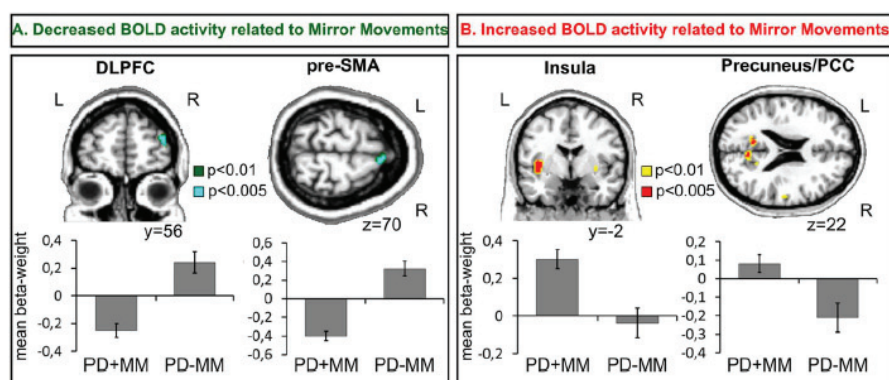 A. Decreased BOLD activity related to Mirror Movements
DLPFC
pre-SMA
L
R
L
R
p<0.01
p<0.005
y=56
z=70
mean beta-weight
0,4
0,2
0
-0,2
-0,4
PD+MM
PD-MM
0,6
0,4
0,2
0
-0,2
-0,4
-0,6
PD+MM
PD-MM
B. Increased BOLD activity related to Mirror Movements
Insula
Precuneus/PCC
L
R
L
R
p<0.01
p<0.005
y=-2
z=22
mean beta-weight
0,4
0,2
0
-0,2
PD+MM
PD-MM
0,2
0,1
0
-0,1
-0,2
-0,3
-0,4
PD+MM
PD-MM